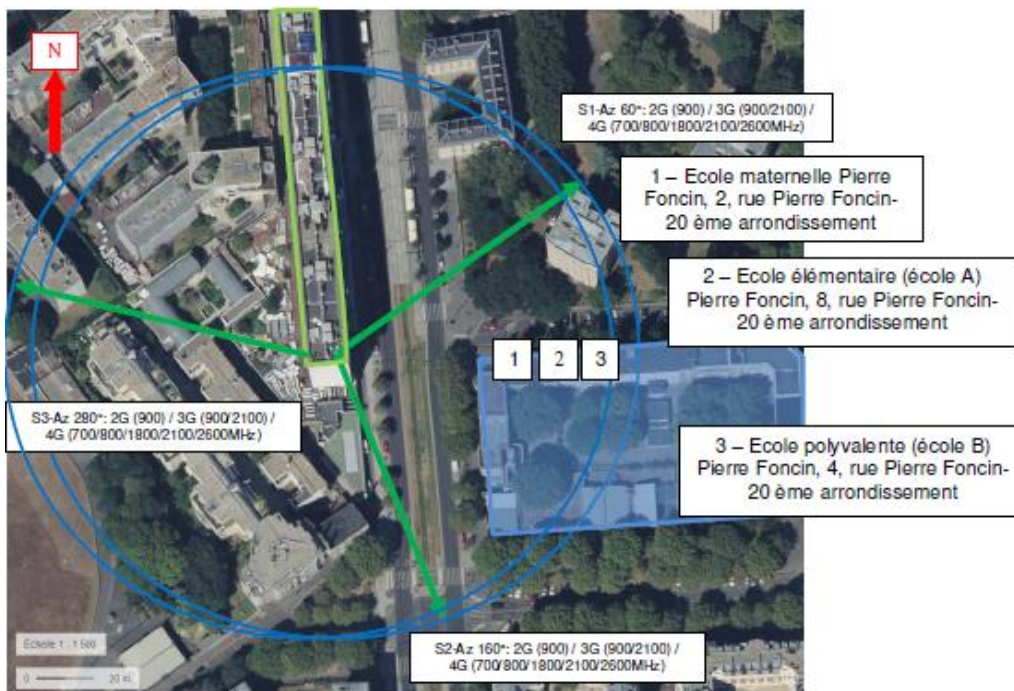 N
S1-Az 60°: 2G (900) / 3G (900/2100) /
4G (700/800/1800/2100/2600MHz)
1 – Ecole maternelle Pierre
Foncin, 2, rue Pierre Foncin-
20 ème arrondissement
2 – Ecole élémentaire (école A)
Pierre Foncin, 8, rue Pierre Foncin-
20 ème arrondissement
1 2 3
S3-Az 280°: 2G (900) / 3G (900/2100) /
4G (700/800/1800/2100/2600MHz)
3 – Ecole polyvalente (école B)
Pierre Foncin, 4, rue Pierre Foncin-
20 ème arrondissement
Échelle 1 : 1 500
0 20 m
S2-Az 160°: 2G (900) / 3G (900/2100) /
4G (700/800/1800/2100/2600MHz)